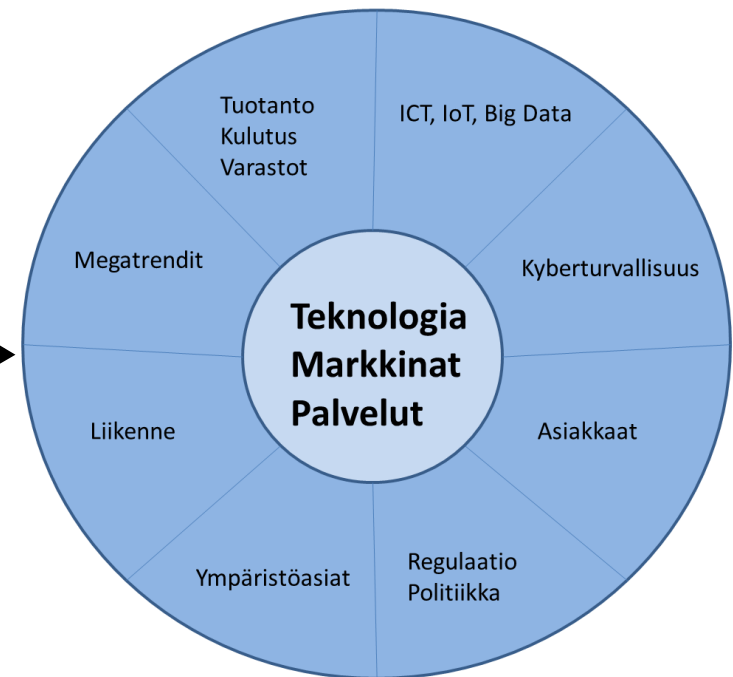 Tuotanto
Kulutus
Varastot
ICT, IoT, Big Data
Megatrendit
Kyberturvallisuus
Teknologia
Markkinat
Palvelut
Liikenne
Asiakkaat
Ympäristöasiat
Regulaatio
Politiikka